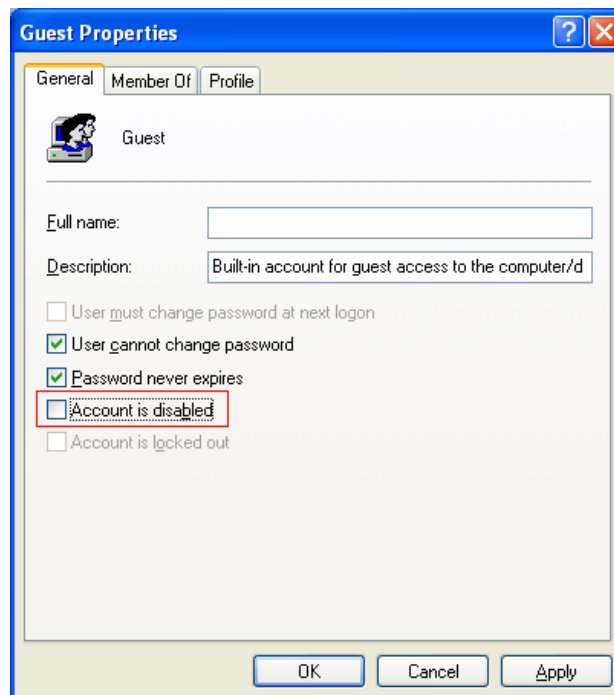 Guest Properties
General Member Of Profile
Guest
Full name:
Description: Built-in account for guest access to the computer/d
User must change password at next logon
User cannot change password
Password never expires
Account is disabled
Account is locked out
OK Cancel Apply